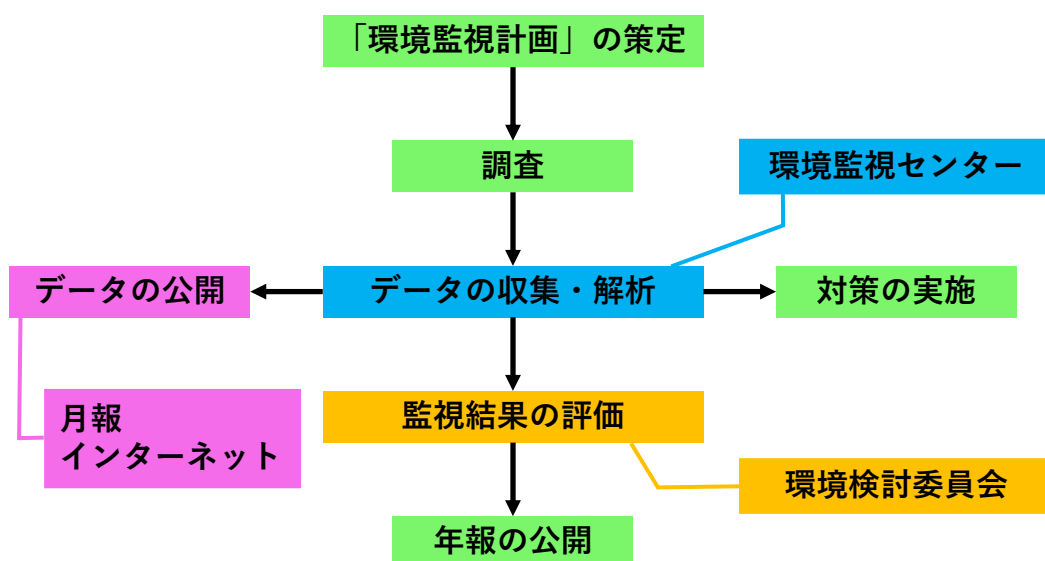 「環境監視計画」の策定
調査
環境監視センター
データの公開
データの収集・解析
対策の実施
月報
インターネット
監視結果の評価
環境検討委員会
年報の公開